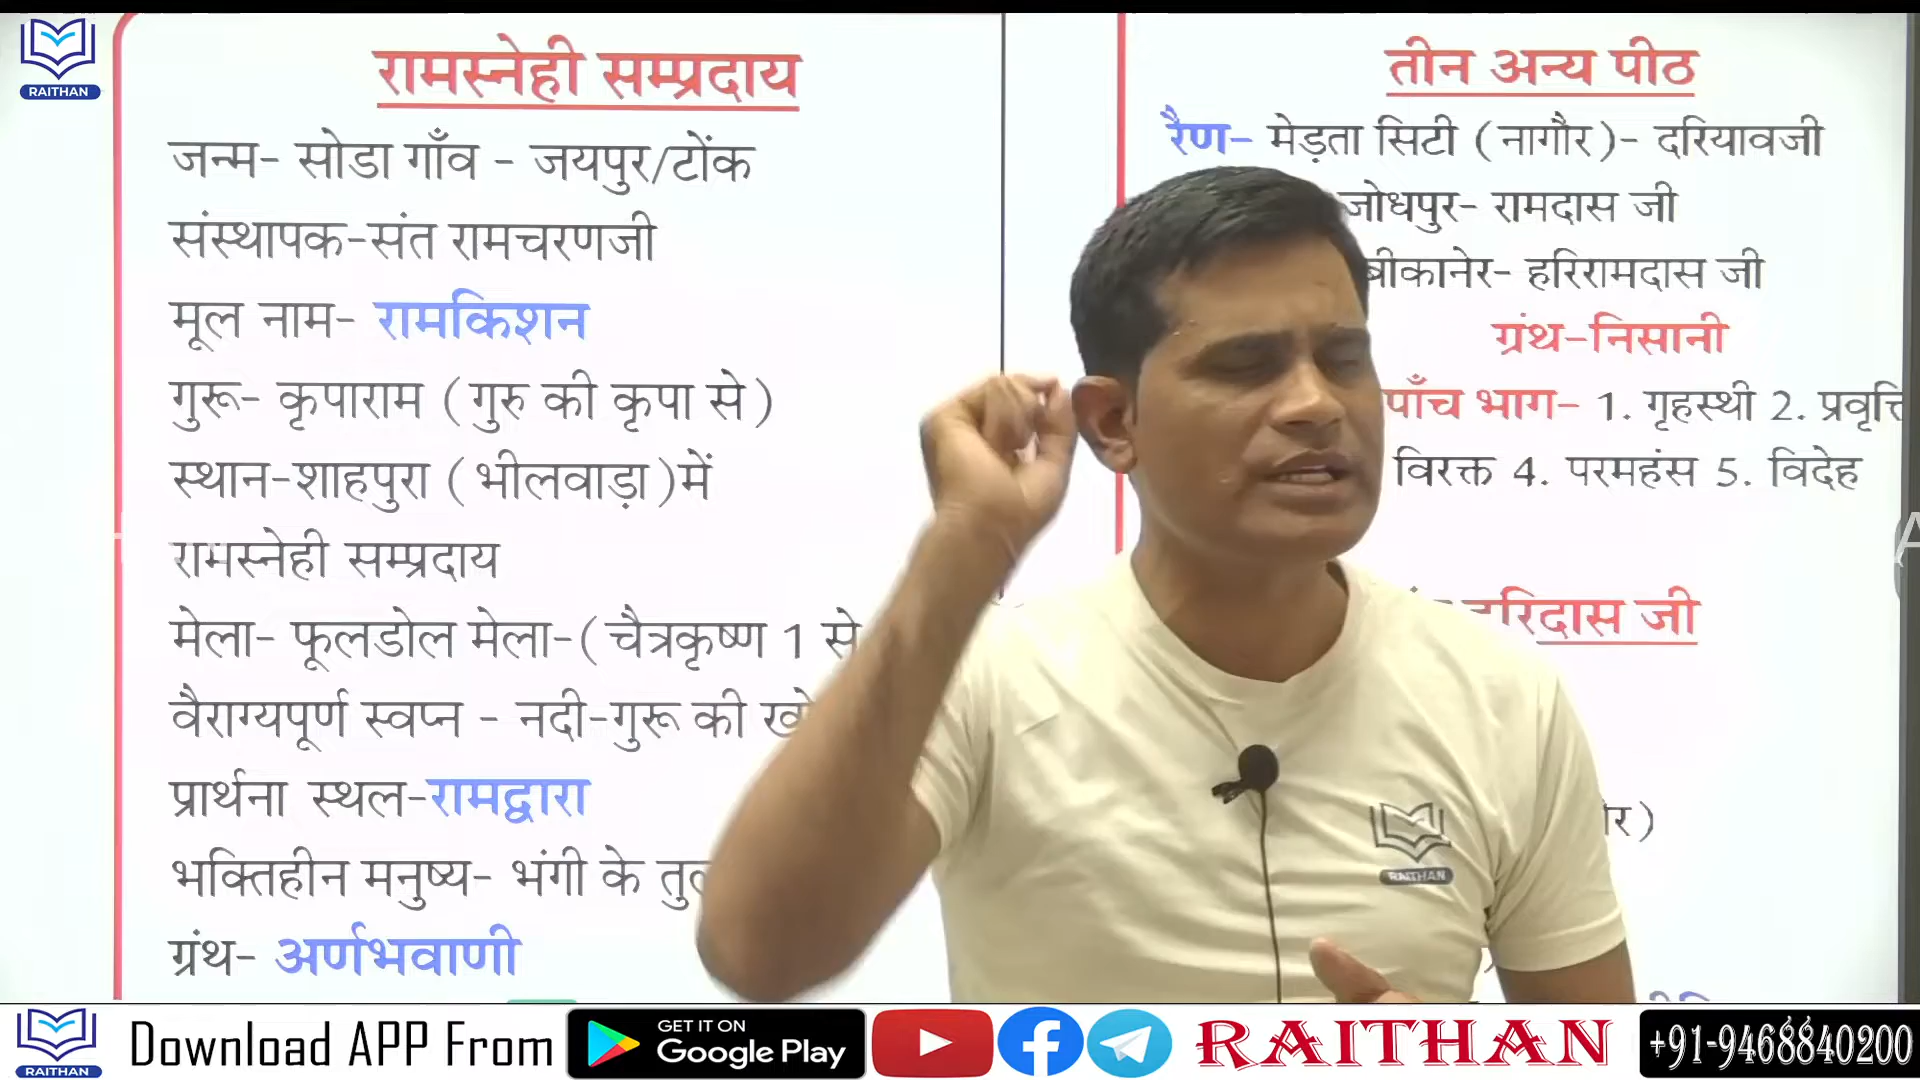 RAITHAN
रामस्नेही सम्प्रदाय
जन्म- सोडा गाँव - जयपुर/टोंक
संस्थापक-संत रामचरणजी
मूल नाम- रामकिशन
गुरू- कृपाराम (गुरु की कृपा से)
स्थान-शाहपुरा (भीलवाड़ा)में
रामस्नेही सम्प्रदाय
मेला- फूलडोल मेला-(चैत्रकृष्ण 1 से
वैराग्यपूर्ण स्वप्न - नदी-गुरू की
प्रार्थना स्थल-रामद्वारा
भक्तिहीन मनुष्य- भंगी के
ग्रंथ- अर्णभवाणी
तीन अन्य पीठ
रैण- मेड़ता सिटी (नागौर)- दरियावजी
जोधपुर- रामदास जी
बीकानेर- हरिरामदास जी
ग्रंथ-निसानी
पाँच भाग- 1. गृहस्थी 2.
विरक्त 4. परमहंस 5. विदेह
हरिदास जी
RAITHAN
RAITHAN
Download APP From
GET IT ON
Google Play
RAITHAN
+91-9468840200